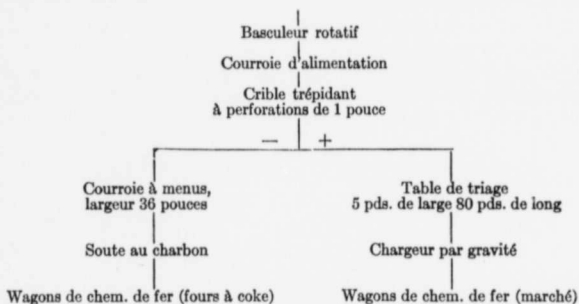 Basculeur rotatif
Courroie d'alimentation
Crible trépidant
à perforations de 1 pouce
— +
Courroie à menus,
largeur 36 pouces
Soute au charbon
Wagons de chem. de fer (fours à coke)
Table de triage
5 pds. de large 80 pds. de long
Chargeur par gravité
Wagons de chem. de fer (marché)